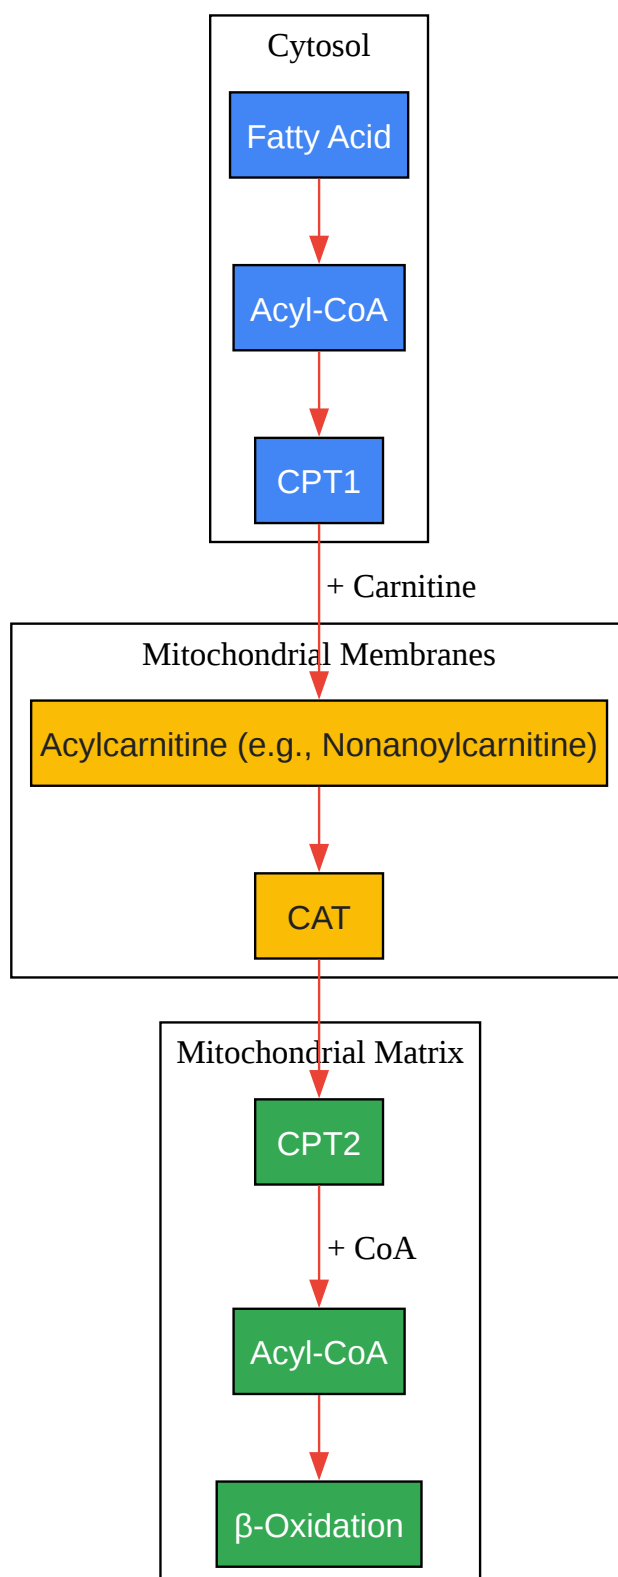 Cytosol
Fatty Acid
Acyl-CoA
CPT1
+ Carnitine
Mitochondrial Membranes
Acylcarnitine (e.g., Nonanoylcarnitine)
CAT
Mitochondrial Matrix
CPT2
+ CoA
Acyl-CoA
β-Oxidation